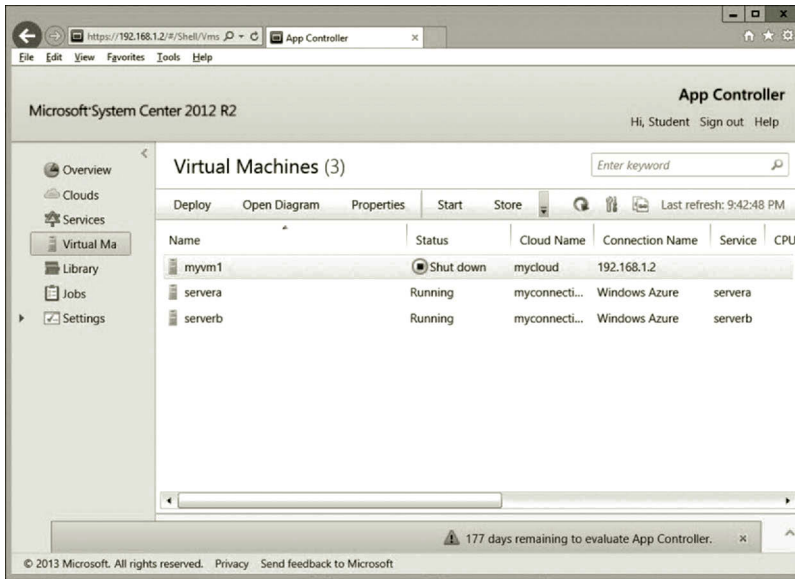 https://192.168.1.2/#/Shell/Vms App Controller
File Edit View Favorites Tools Help
App Controller
Microsoft System Center 2012 R2
Hi, Student Sign out Help
Overview
Clouds
Services
Virtual Ma
Library
Jobs
Settings
Virtual Machines (3)
Enter keyword
Deploy Open Diagram Properties Start Store Last refresh: 9:42:48 PM
Name Status Cloud Name Connection Name Service CPU
myvm1 Shut down mycloud 192.168.1.2
servera Running myconnecti... Windows Azure servera
serverb Running myconnecti... Windows Azure serverb
177 days remaining to evaluate App Controller.
© 2013 Microsoft. All rights reserved. Privacy Send feedback to Microsoft